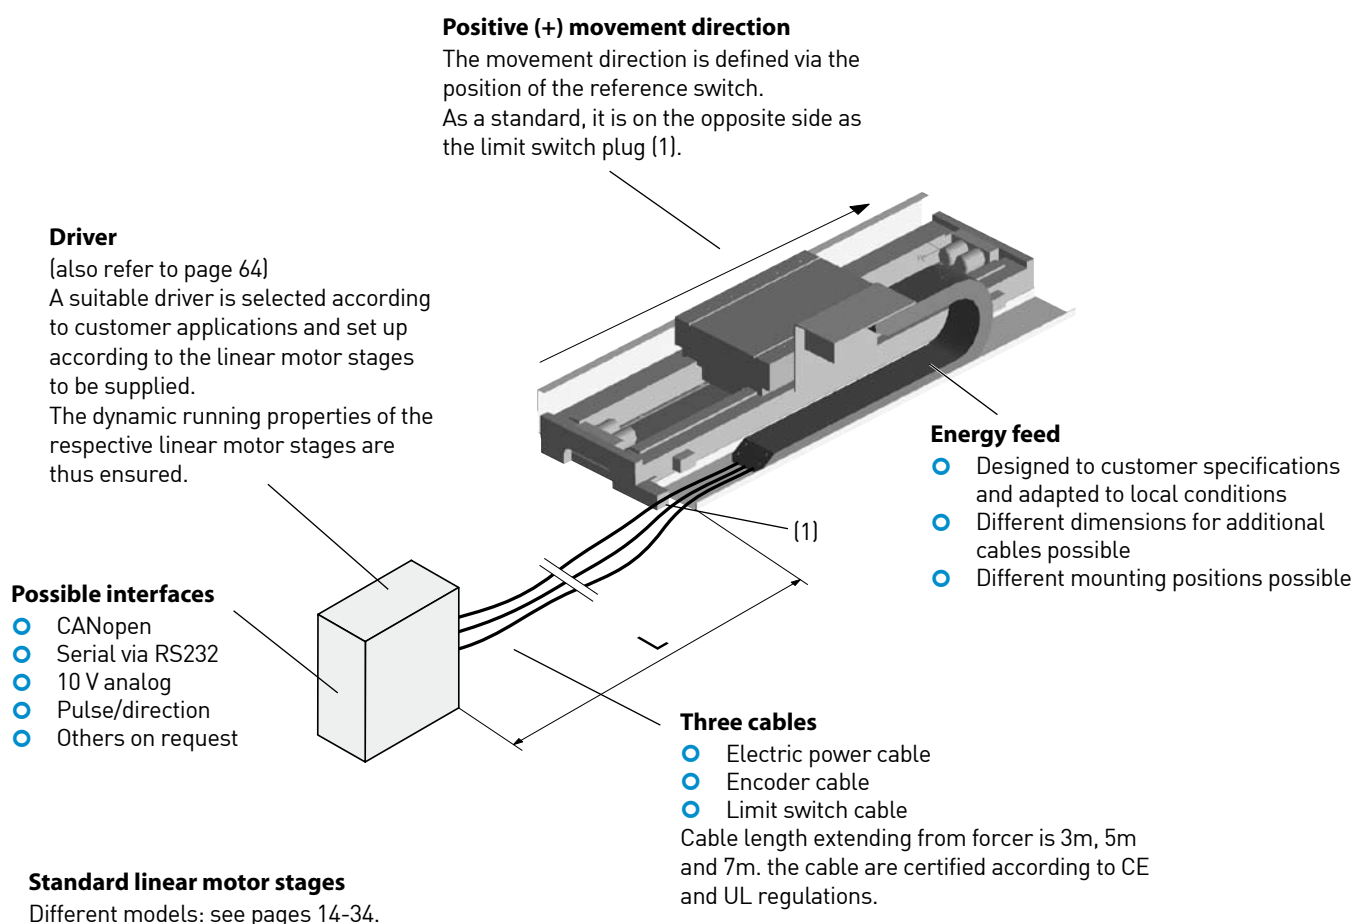 Positive (+) movement direction
The movement direction is defined via the
position of the reference switch.
As a standard, it is on the opposite side as
the limit switch plug (1).
Driver
(also refer to page 64)
A suitable driver is selected according
to customer applications and set up
according to the linear motor stages
to be supplied.
The dynamic running properties of the
respective linear motor stages are
thus ensured.
Energy feed
Designed to customer specifications
and adapted to local conditions
Different dimensions for additional
cables possible
Different mounting positions possible
(1)
L
Possible interfaces
CANopen
Serial via RS232
10 V analog
Pulse/direction
Others on request
Three cables
Electric power cable
Encoder cable
Limit switch cable
Cable length extending from forcer is 3m, 5m
and 7m. the cable are certified according to CE
and UL regulations.
Standard linear motor stages
Different models: see pages 14-34.